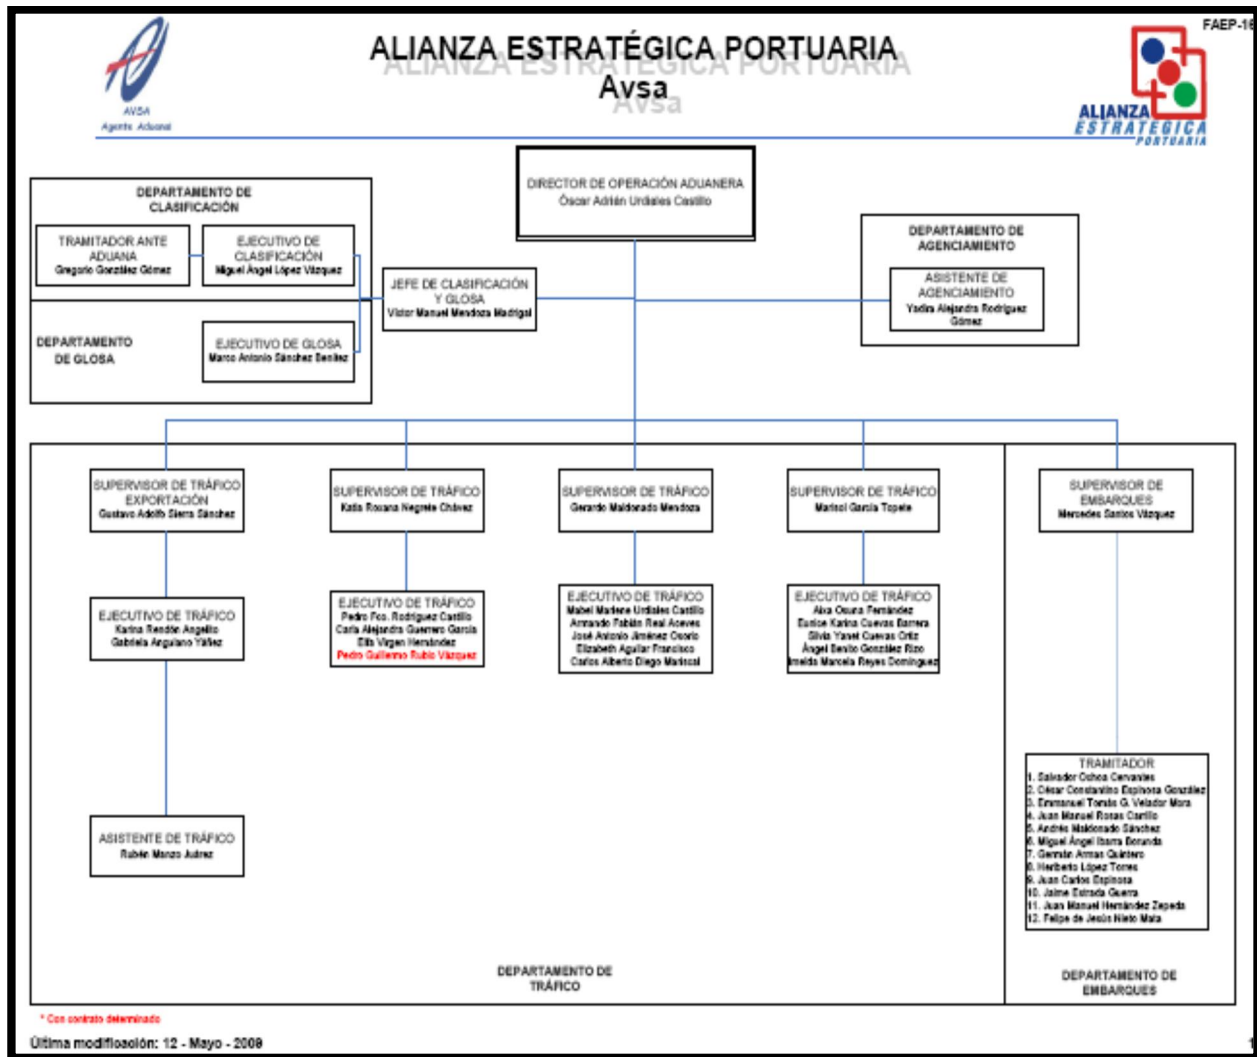 FAEP-16
ALIANZA ESTRATÉGICA PORTUARIA
Avsa
AVSA
Agente Aduanal
ALIANZA
ESTRATEGICA
PORTUARIA
DIRECTOR DE OPERACIÓN ADUANERA
Óscar Adrián Urdiales Castillo
DEPARTAMENTO DE
CLASIFICACIÓN
TRAMITADOR ANTE
ADUANA
Gregorio González Gómez
EJECUTIVO DE
CLASIFICACIÓN
Miguel Ángel López Vázquez
JEFE DE CLASIFICACIÓN
Y GLOSA
Víctor Manuel Mendoza Madrigal
DEPARTAMENTO DE
AGENCIAMIENTO
ASISTENTE DE
AGENCIAMIENTO
Yadira Alejandra Rodríguez
Gómez
DEPARTAMENTO
DE GLOSA
EJECUTIVO DE GLOSA
Marco Antonio Sánchez Benítez
SUPERVISOR DE TRÁFICO
EXPORTACIÓN
Gustavo Adolfo Sierra Sánchez
SUPERVISOR DE TRÁFICO
Katia Roxana Negrete Chávez
SUPERVISOR DE TRÁFICO
Gerardo Maldonado Mendoza
SUPERVISOR DE TRÁFICO
Marisol García Topete
SUPERVISOR DE
EMBARQUES
Mercedes Santos Vázquez
EJECUTIVO DE TRÁFICO
Karina Rendón Angelito
Gabriela Anguiano Yáñez
EJECUTIVO DE TRÁFICO
Pedro Fco. Rodríguez Castillo
Carla Alejandra Guerrero García
Elía Virgen Hernández
Pedro Guillermo Rubio Vázquez
EJECUTIVO DE TRÁFICO
Mabel Marlene Urdiales Castillo
Armando Fabián Real Aceves
José Antonio Jiménez Osorio
Elizabeth Aguilar Francisco
Carlos Alberto Diego Mariscal
EJECUTIVO DE TRÁFICO
Aixa Osuna Fernández
Eunice Karina Cuevas Barrera
Silvia Yanet Cuevas Ortiz
Ángel Benito González Rizo
Imelda Marcela Reyes Domínguez
ASISTENTE DE TRÁFICO
Rubén Manzo Juárez
TRAMITADOR
1. Salvador Ochoa Cervantes
2. César Constantino Espinosa González
3. Emmanuel Tomás G. Velador Mora
4. Juan Manuel Rosas Carrillo
5. Andrés Maldonado Sánchez
6. Miguel Ángel Ibarra Borunda
7. Germán Armas Quintero
8. Heriberto López Torres
9. Juan Carlos Espinosa
10. Jaime Estrada Guerra
11. Juan Manuel Hernández Zepeda
12. Felipe de Jesús Nieto Mata
DEPARTAMENTO DE
TRÁFICO
DEPARTAMENTO DE
EMBARQUES
* Con contrato determinado
Última modificación: 12 - Mayo - 2009
1